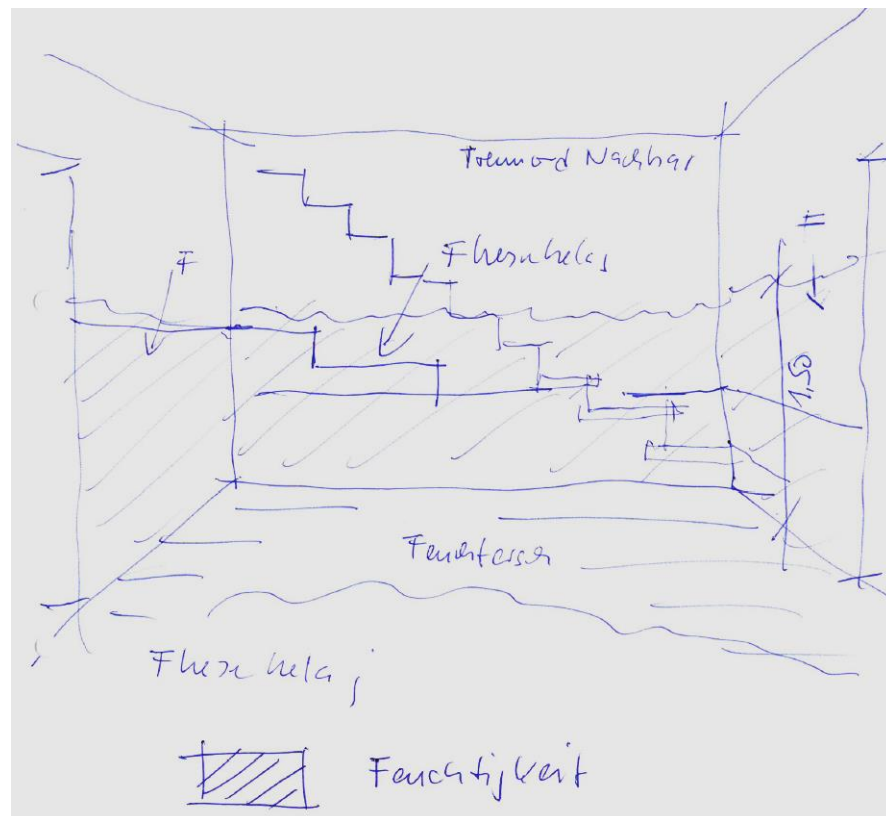 Trennwand Nachbar
Fliesenbelag
F
F
1,50
Fliesenbelag
Feuchtigkeit